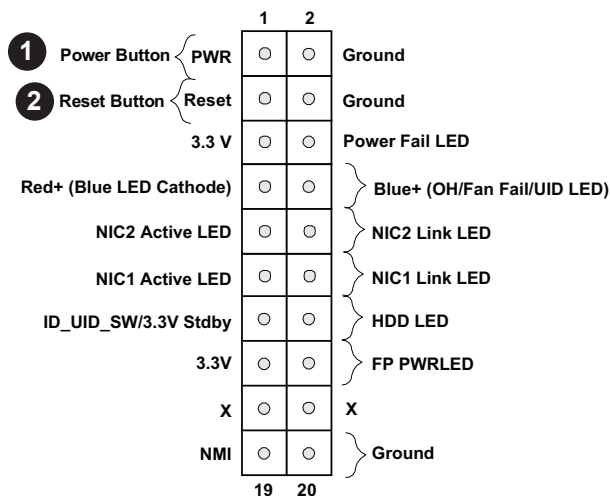 1 2
1 Power Button PWR Ground
2 Reset Button Reset Ground
3.3 V Power Fail LED
Red+ (Blue LED Cathode) Blue+ (OH/Fan Fail/UID LED)
NIC2 Active LED NIC2 Link LED
NIC1 Active LED NIC1 Link LED
ID_UID_SW/3.3V Stdby HDD LED
3.3V FP PWRLED
X X
NMI Ground
19 20